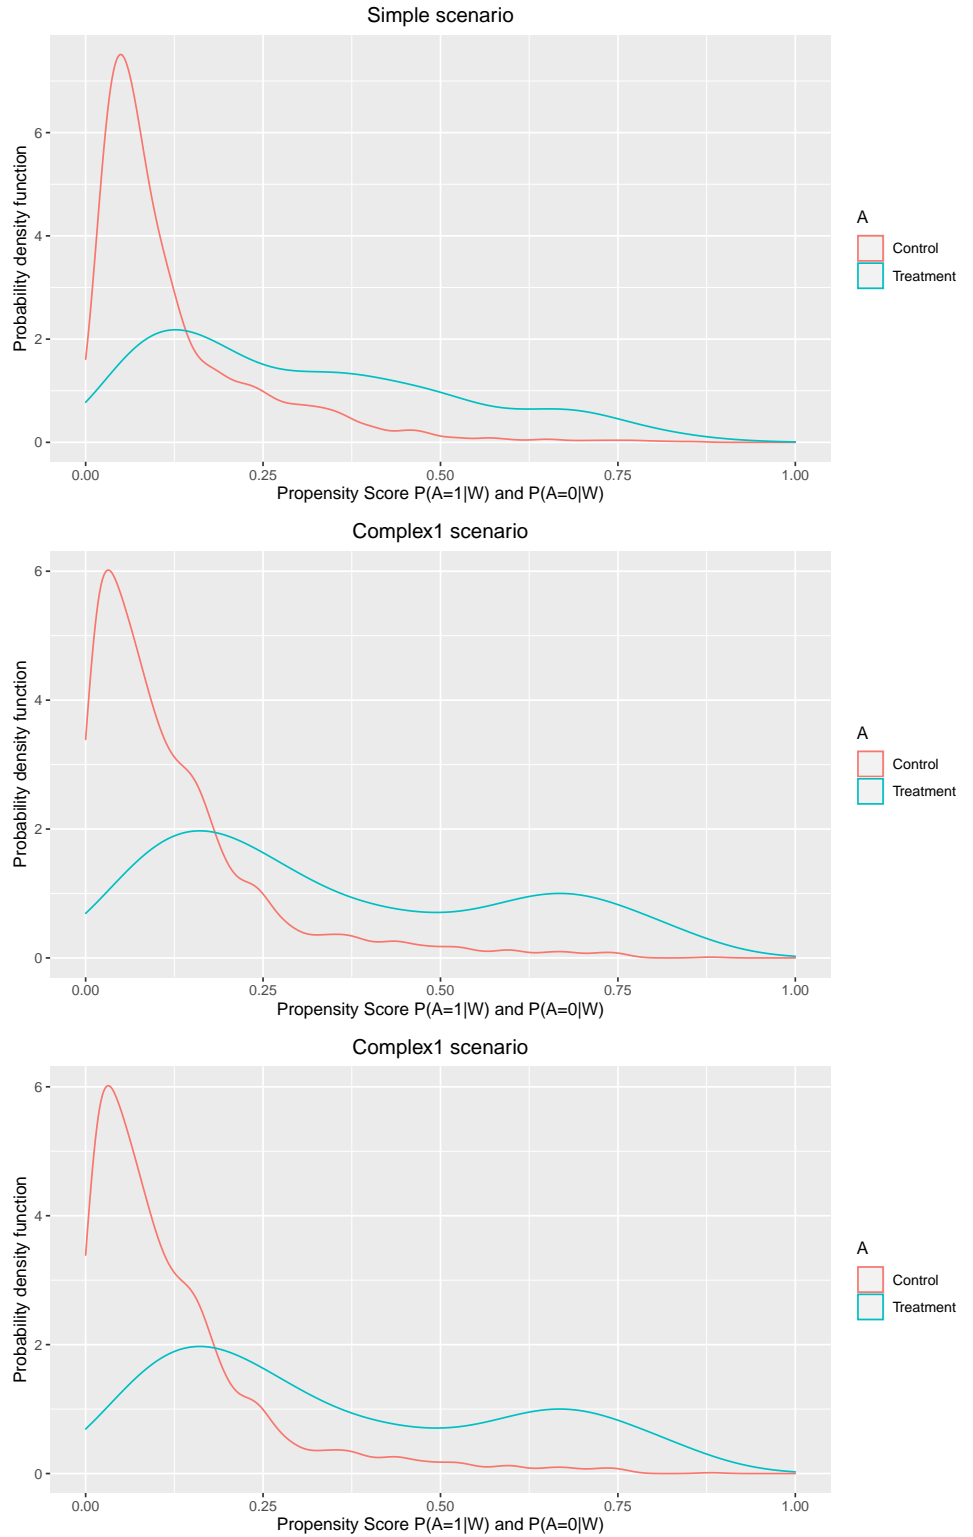 Simple scenario
Probability density function
6
4
2
0
0.00 0.25 0.50 0.75 1.00
Propensity Score P(A=1|W) and P(A=0|W)
A
Control
Treatment
Complex1 scenario
Probability density function
6
4
2
0
0.00 0.25 0.50 0.75 1.00
Propensity Score P(A=1|W) and P(A=0|W)
A
Control
Treatment
Complex1 scenario
Probability density function
6
4
2
0
0.00 0.25 0.50 0.75 1.00
Propensity Score P(A=1|W) and P(A=0|W)
A
Control
Treatment